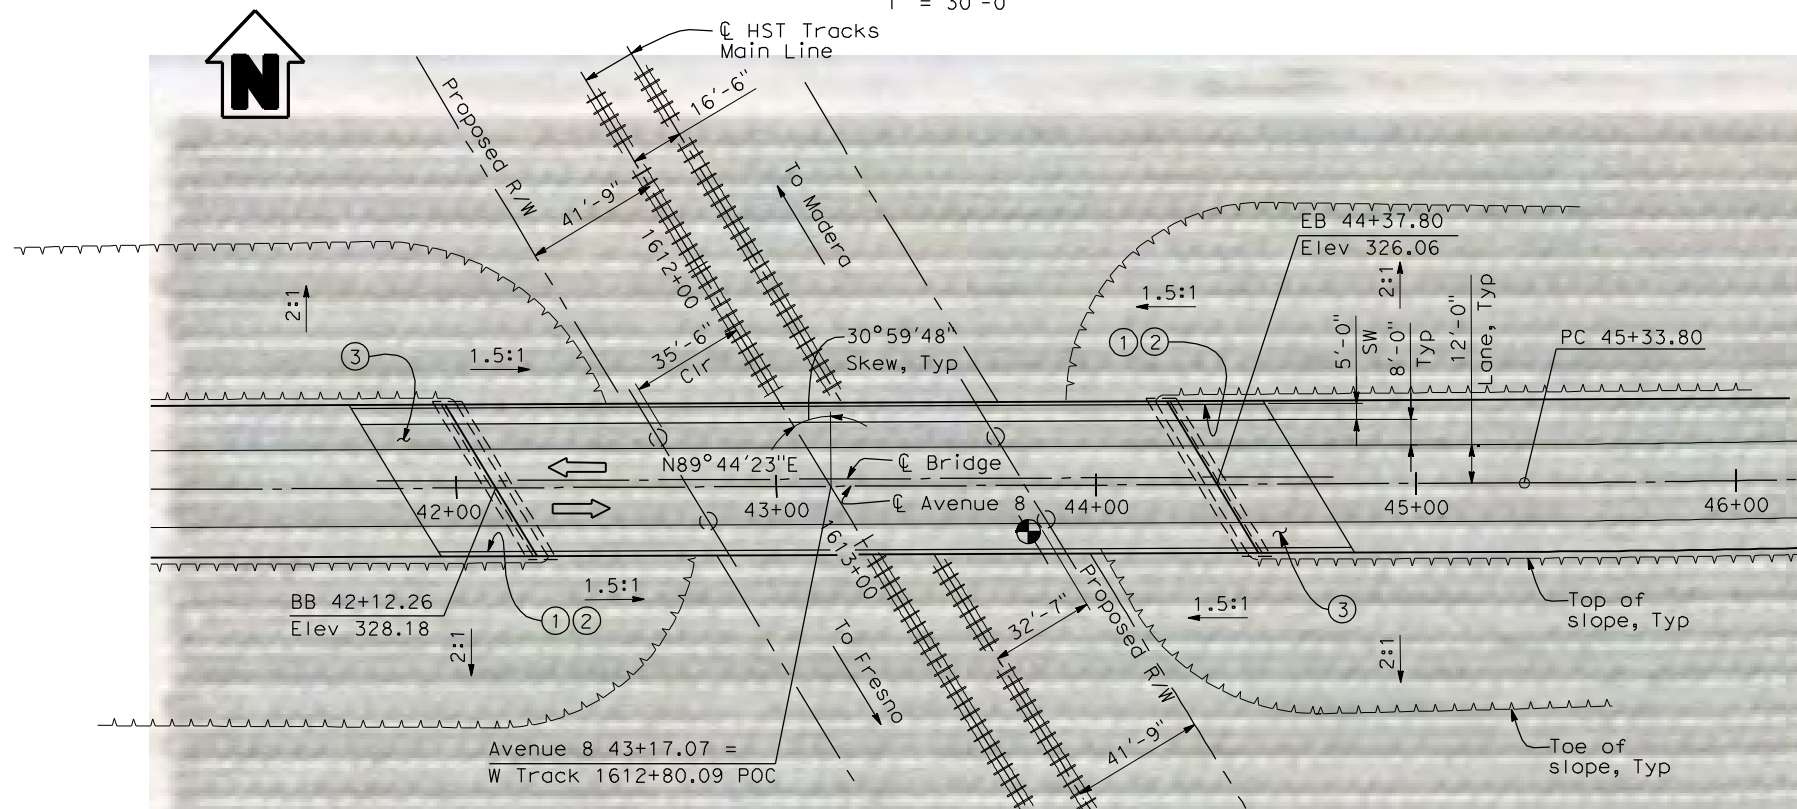 1" = 30'-0"
℄ HST Tracks
Main Line
N
Proposed R/W
16'-6"
41'-9"
To Madera
1612+00
EB 44+37.80
Elev 326.06
2:1
2:1
1.5:1
12'-0"
Lane, Typ
5'-0"
SW
8'-0"
Typ
PC 45+33.80
35'-6"
Clr
30°59'48"
Skew, Typ
1 2
3
1.5:1
N89°44'23"E
℄ Bridge
42+00
43+00
℄ Avenue 8
44+00
45+00
46+00
1613+00
BB 42+12.26
Elev 328.18
1.5:1
1 2
2:1
To Fresno
32'-7"
Proposed R/W
1.5:1
3
Top of
slope, Typ
2:1
41'-9"
Avenue 8 43+17.07 =
W Track 1612+80.09 POC
Toe of
slope, Typ